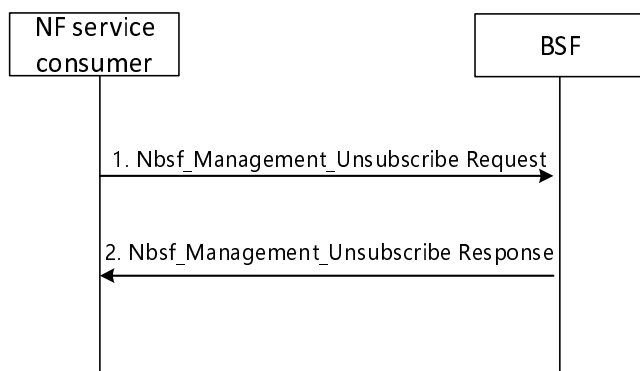 NF service
consumer
BSF
1. Nbsf_Management_Unsubscribe Request
2. Nbsf_Management_Unsubscribe Response